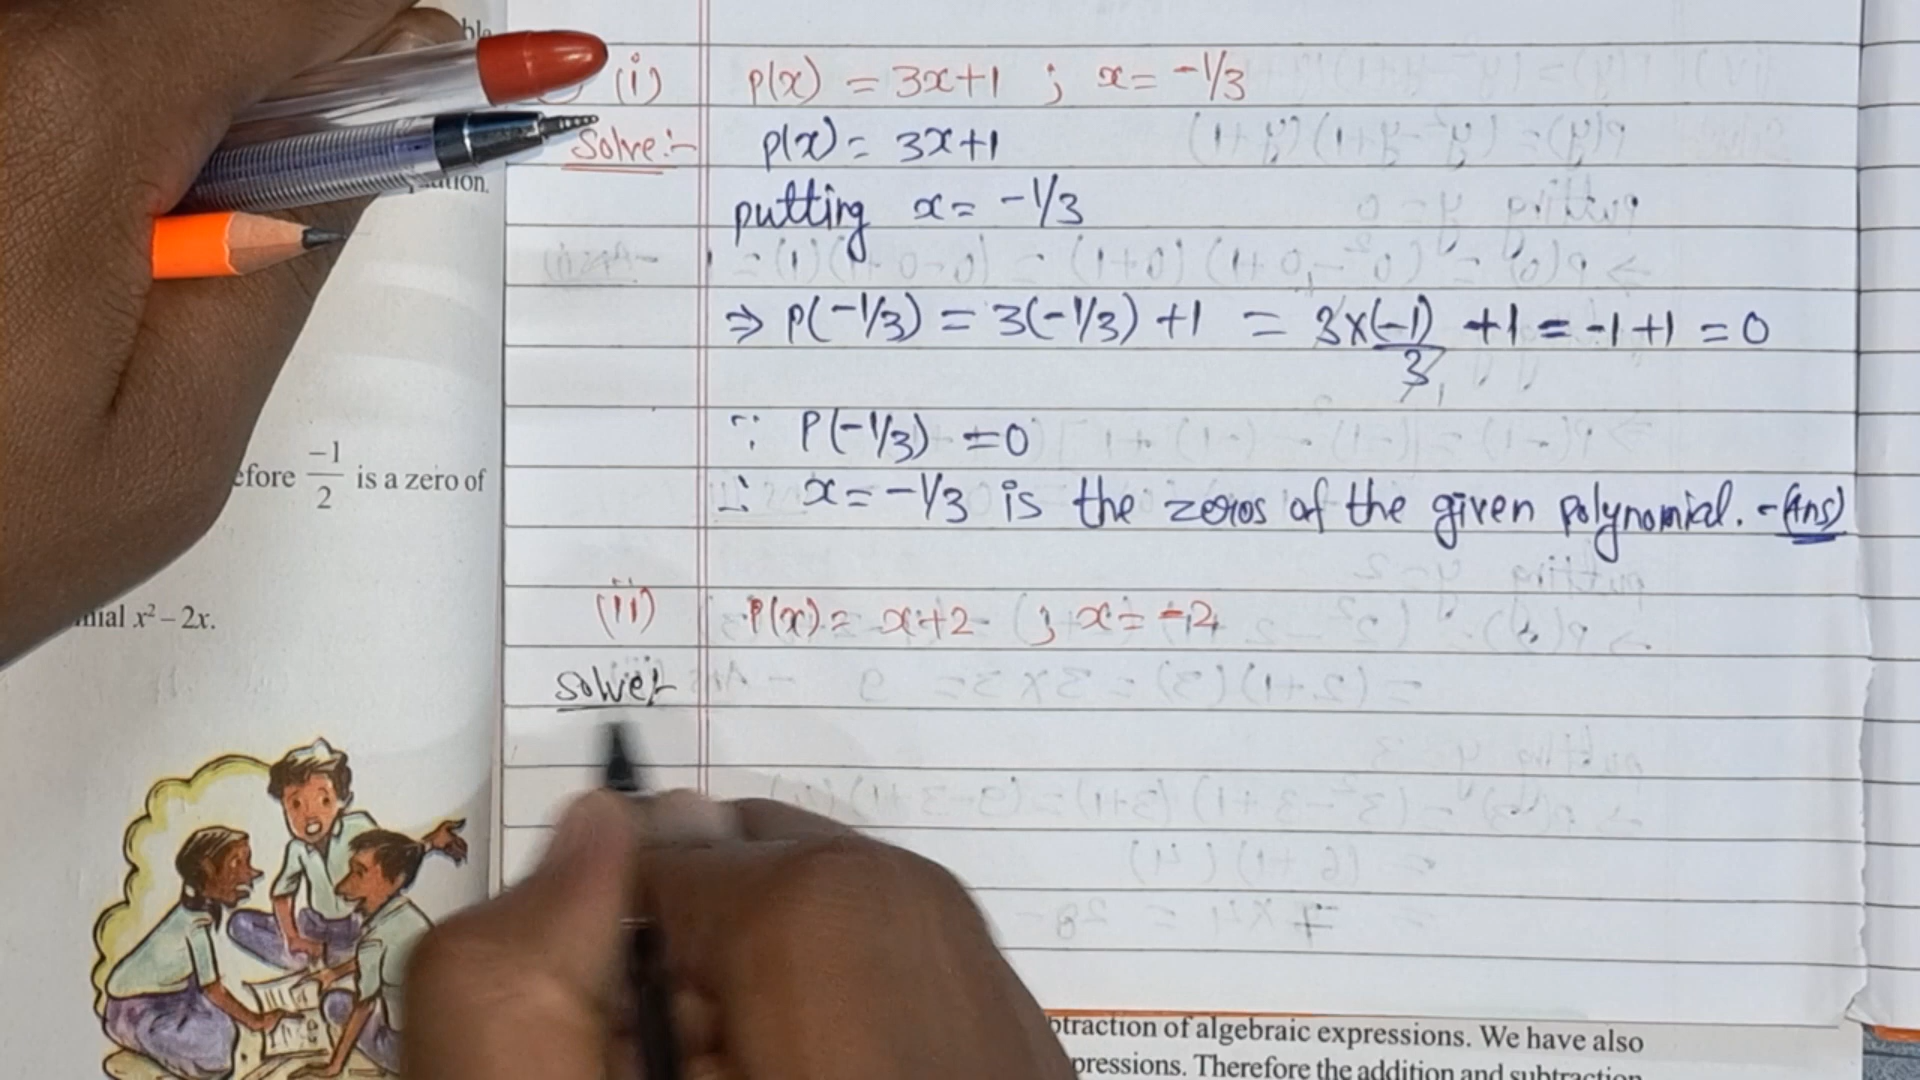 (i) p(x) = 3x+1 ; x = -1/3
Solve:- p(x) = 3x+1
putting x = -1/3
⇒ P(-1/3) = 3(-1/3) +1 = 3×(-1)/3 +1 = -1+1 = 0
∵ P(-1/3) = 0
∴ x = -1/3 is the zeros of the given polynomial. - (Ans)
(ii) P(x) = x+2 ; x = -2
Solve:-
efore -1/2 is a zero of
x² – 2x.
btraction of algebraic expressions. We have also
pressions. Therefore the addition and subtraction